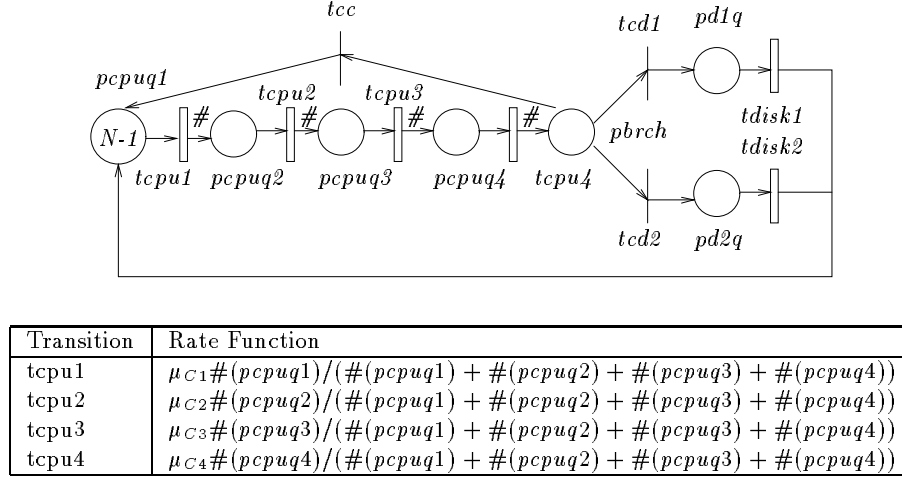 tcc
tcd1 pd1q
pcpuq1
tcpu2 tcpu3
# # # #
N-1
tdisk1
pbrch
tdisk2
tcpu1 pcpuq2 pcpuq3 pcpuq4 tcpu4
tcd2 pd2q
Transition Rate Function
tcpu1 μC1#(pcpuq1)/(#(pcpuq1) + #(pcpuq2) + #(pcpuq3) + #(pcpuq4))
tcpu2 μC2#(pcpuq2)/(#(pcpuq1) + #(pcpuq2) + #(pcpuq3) + #(pcpuq4))
tcpu3 μC3#(pcpuq3)/(#(pcpuq1) + #(pcpuq2) + #(pcpuq3) + #(pcpuq4))
tcpu4 μC4#(pcpuq4)/(#(pcpuq1) + #(pcpuq2) + #(pcpuq3) + #(pcpuq4))